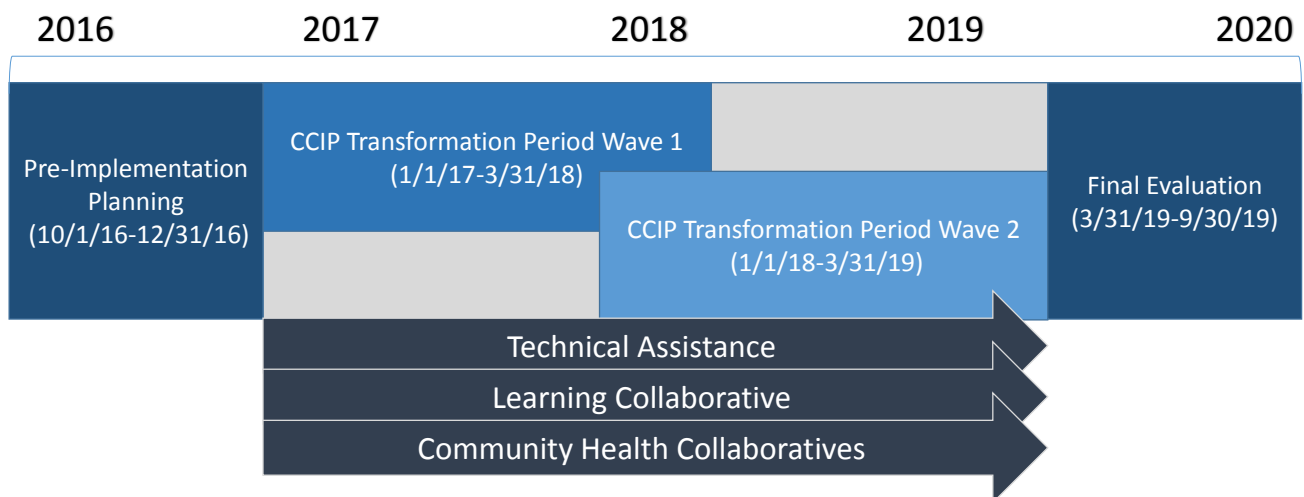 2016 2017 2018 2019 2020
Pre-Implementation
Planning
(10/1/16-12/31/16)
CCIP Transformation Period Wave 1
(1/1/17-3/31/18)
CCIP Transformation Period Wave 2
(1/1/18-3/31/19)
Final Evaluation
(3/31/19-9/30/19)
Technical Assistance
Learning Collaborative
Community Health Collaboratives